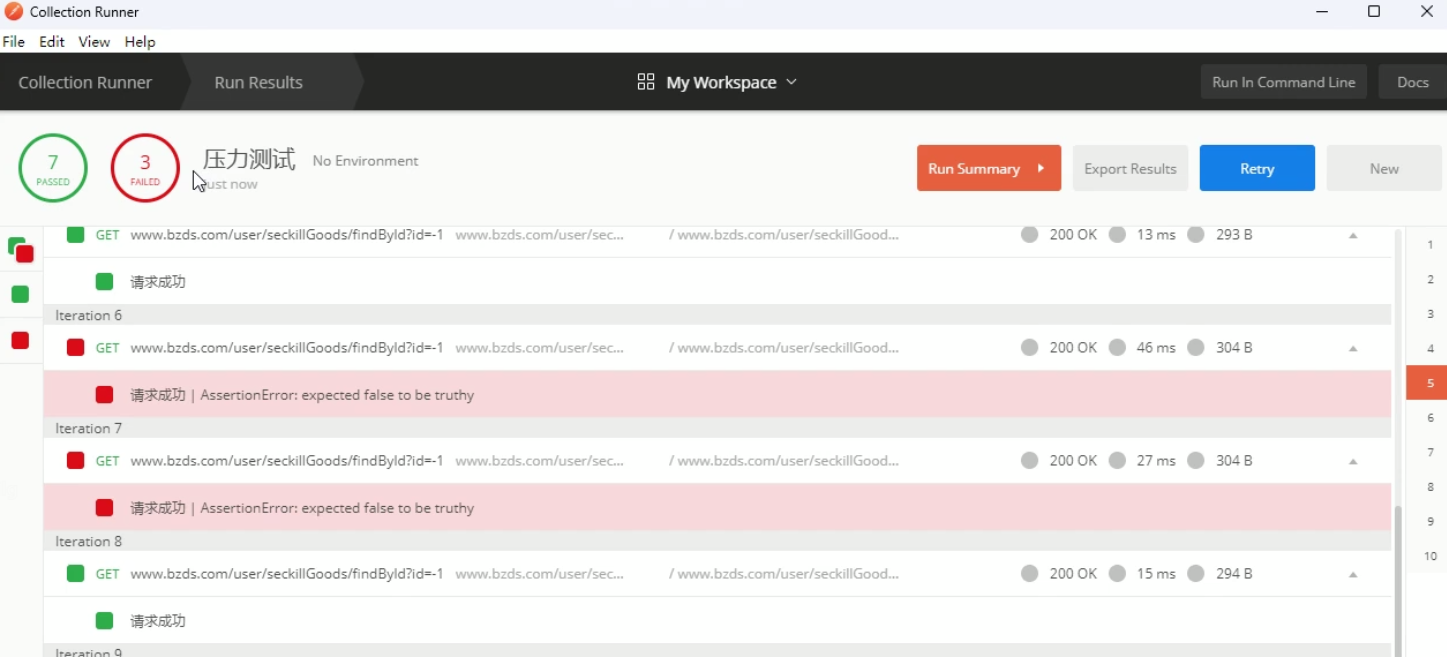 Collection Runner
File Edit View Help
Collection Runner Run Results My Workspace Run In Command Line Docs
7 PASSED 3 FAILED 压力测试 No Environment Run Summary Export Results Retry New
just now
GET www.bzds.com/user/seckillGoods/findById?id=-1 www.bzds.com/user/sec... / www.bzds.com/user/seckillGood... 200 OK 13 ms 293 B
1
请求成功
2
Iteration 6
3
GET www.bzds.com/user/seckillGoods/findById?id=-1 www.bzds.com/user/sec... / www.bzds.com/user/seckillGood... 200 OK 46 ms 304 B
4
5
请求成功 | AssertionError: expected false to be truthy
6
Iteration 7
7
GET www.bzds.com/user/seckillGoods/findById?id=-1 www.bzds.com/user/sec... / www.bzds.com/user/seckillGood... 200 OK 27 ms 304 B
8
请求成功 | AssertionError: expected false to be truthy
9
Iteration 8
10
GET www.bzds.com/user/seckillGoods/findById?id=-1 www.bzds.com/user/sec... / www.bzds.com/user/seckillGood... 200 OK 15 ms 294 B
请求成功
Iteration 9